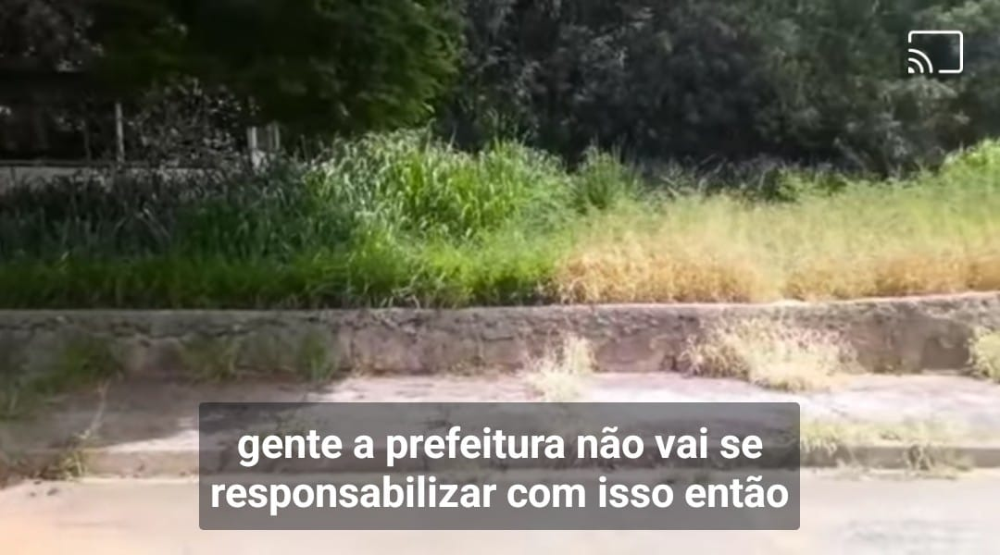 gente a prefeitura não vai se
responsabilizar com isso então